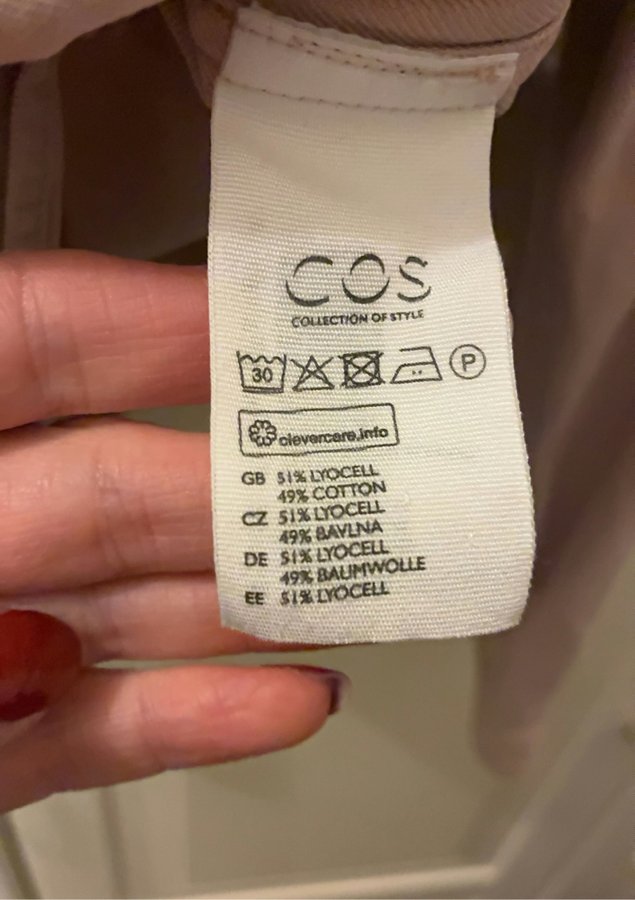 COS
COLLECTION OF STYLE
30
P
clevercare.info
GB 51% LYOCELL
49% COTTON
CZ 51% LYOCELL
49% BAVLNA
DE 51% LYOCELL
49% BAUMWOLLE
EE 51% LYOCELL